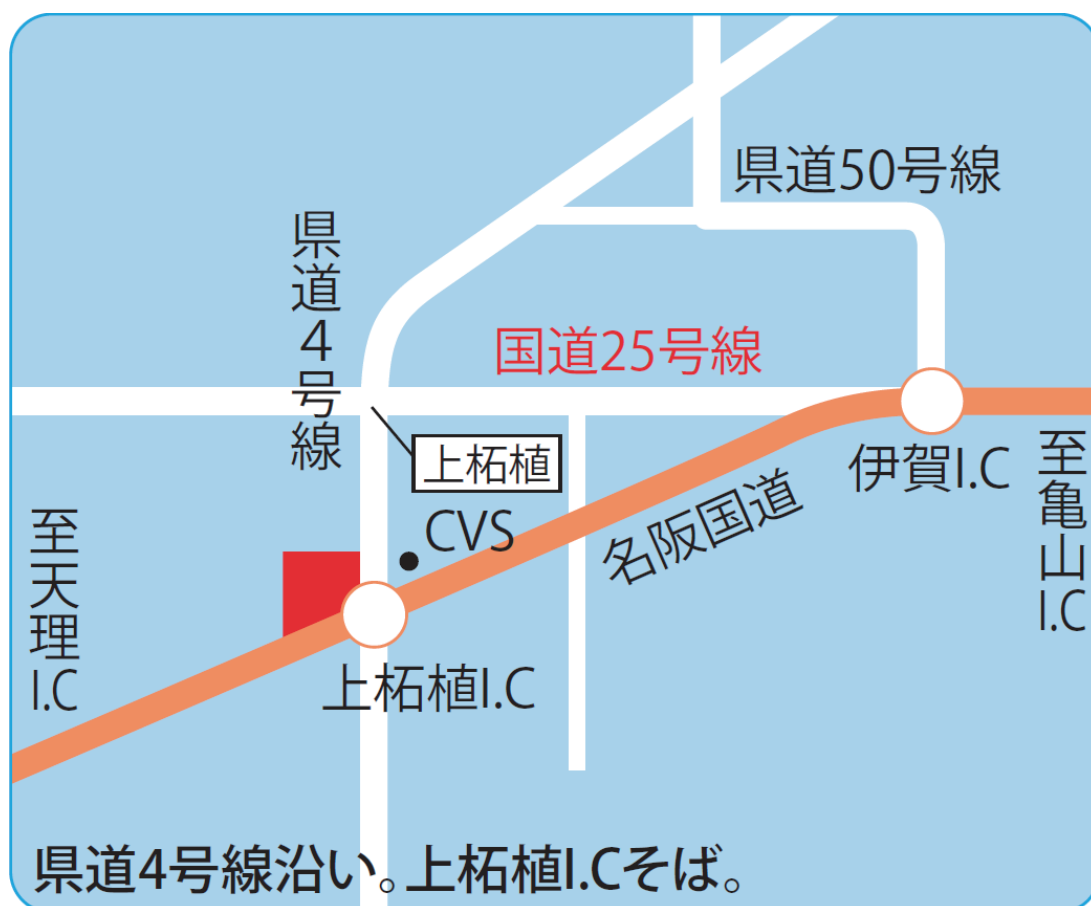 県道50号線
県道4号線
国道25号線
上柘植
伊賀I.C
至亀山I.C
CVS
名阪国道
至天理I.C
上柘植I.C
県道4号線沿い。上柘植I.Cそば。